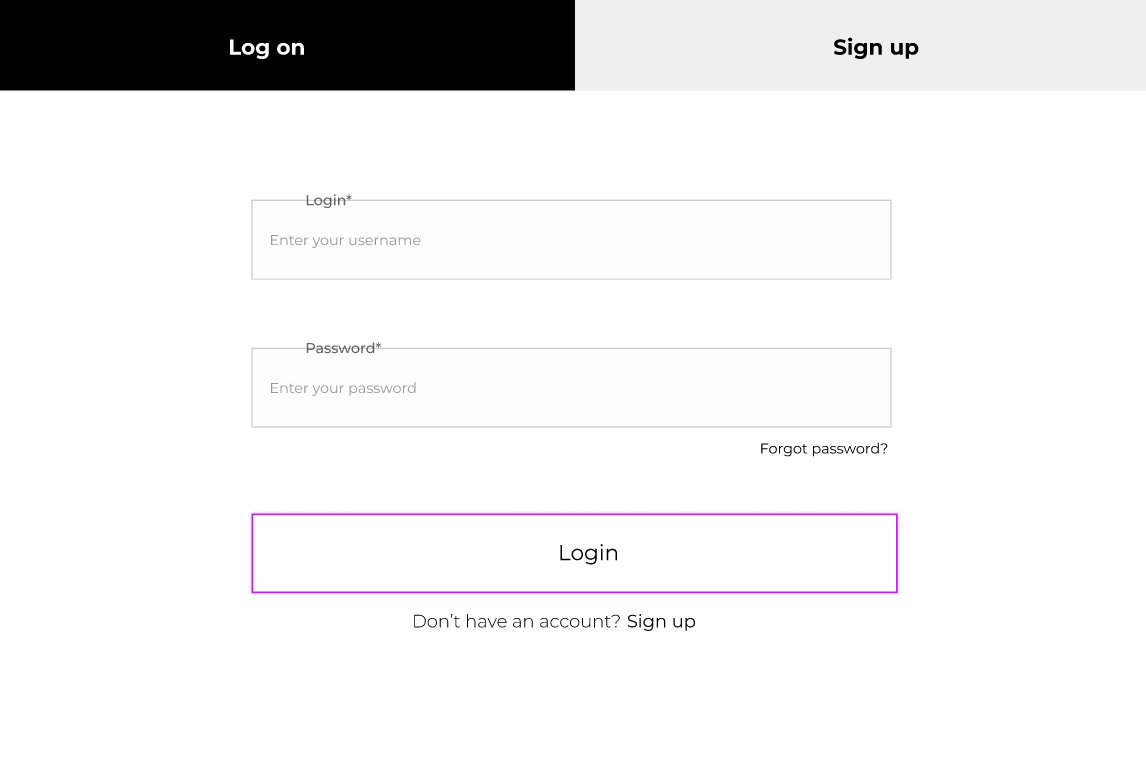 Log on
Sign up
Login*
Enter your username
Password*
Enter your password
Forgot password?
Login
Don’t have an account? Sign up